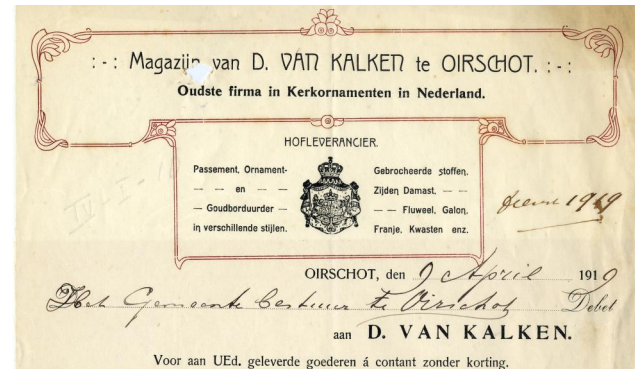 :-: Magazijn van D. VAN KALKEN te OIRSCHOT. :-:
Oudste firma in Kerkornamenten in Nederland.
HOFLEVERANCIER.
Passement, Ornament-
— — en — —
— Goudborduurder —
in verschillende stijlen.
Gebrocheerde stoffen,
Zijden Damast, — —
— — Fluweel, Galon,
Franje, Kwasten enz.
1919
OIRSCHOT, den 9 April 1919
Het Gemeente bestuur te Oirschot Debet
aan D. VAN KALKEN.
Voor aan UEd. geleverde goederen á contant zonder korting.